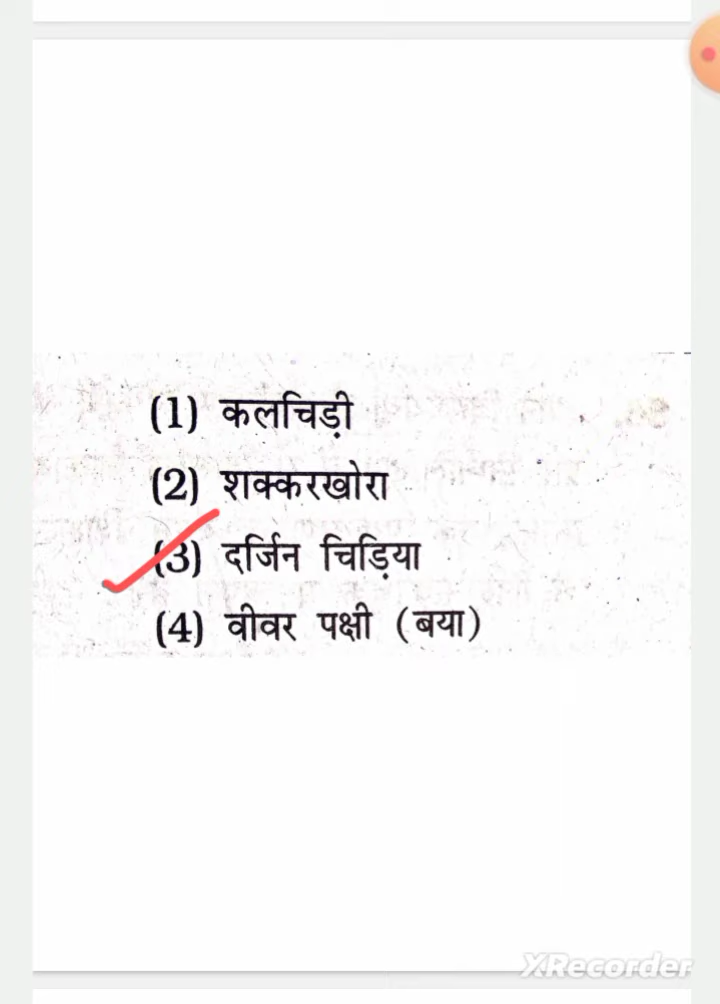 (1) कलचिड़ी
(2) शक्करखोरा
(3) दर्जिन चिड़िया
(4) वीवर पक्षी (बया)
XRecorder